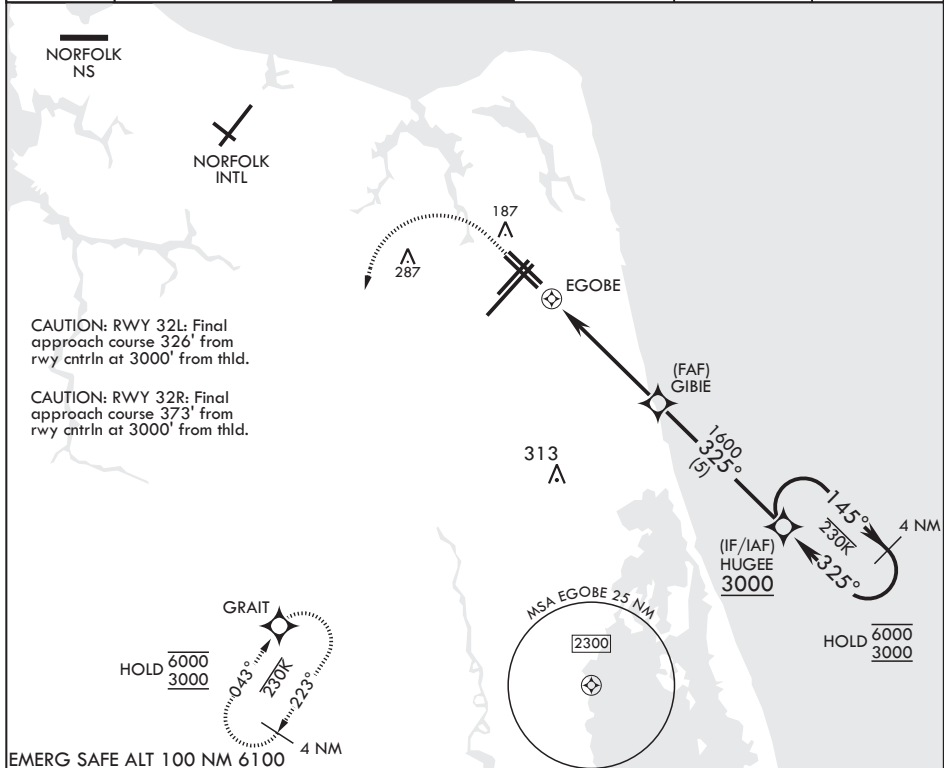 NORFOLK
NS
NORFOLK
INTL
187
287
EGOBE
CAUTION: RWY 32L: Final
approach course 326' from
rwy cntrln at 3000' from thld.
CAUTION: RWY 32R: Final
approach course 373' from
rwy cntrln at 3000' from thld.
(FAF)
GIBIE
1600
325°
(5)
313
145°
230K
325°
4 NM
(IF/IAF)
HUGEE
3000
HOLD 6000
3000
GRAIT
HOLD 6000
3000
043°
230K
223°
4 NM
MSA EGOBE 25 NM
2300
EMERG SAFE ALT 100 NM 6100